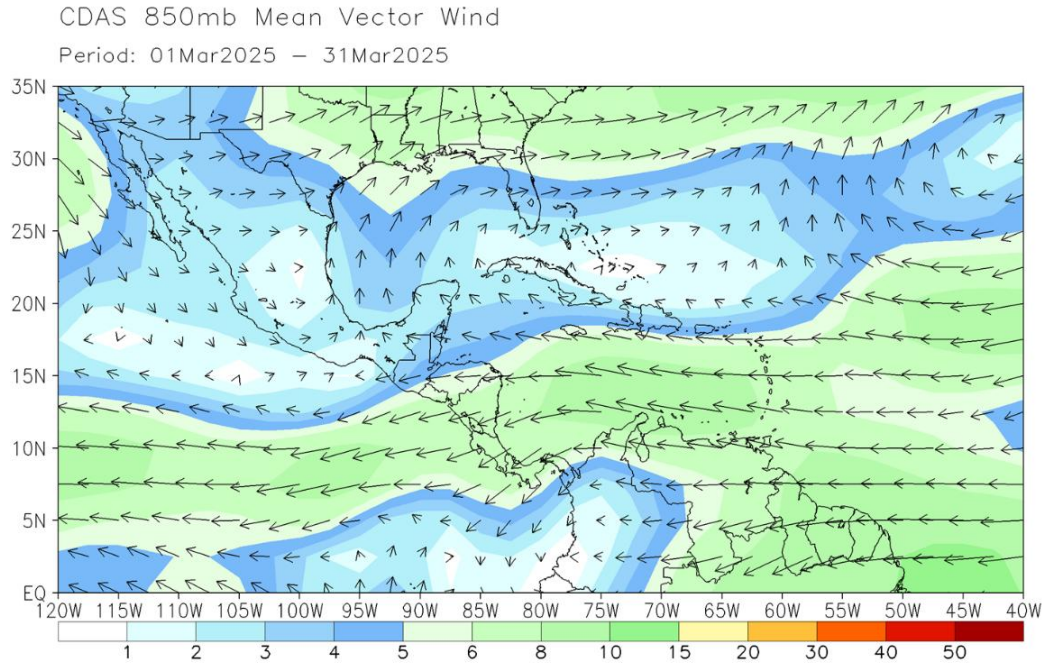 CDAS 850mb Mean Vector Wind
Period: 01Mar2025 – 31Mar2025
35N
30N
25N
20N
15N
10N
5N
EQ
120W 115W 110W 105W 100W 95W 90W 85W 80W 75W 70W 65W 60W 55W 50W 45W 40W
1 2 3 4 5 6 8 10 15 20 30 40 50